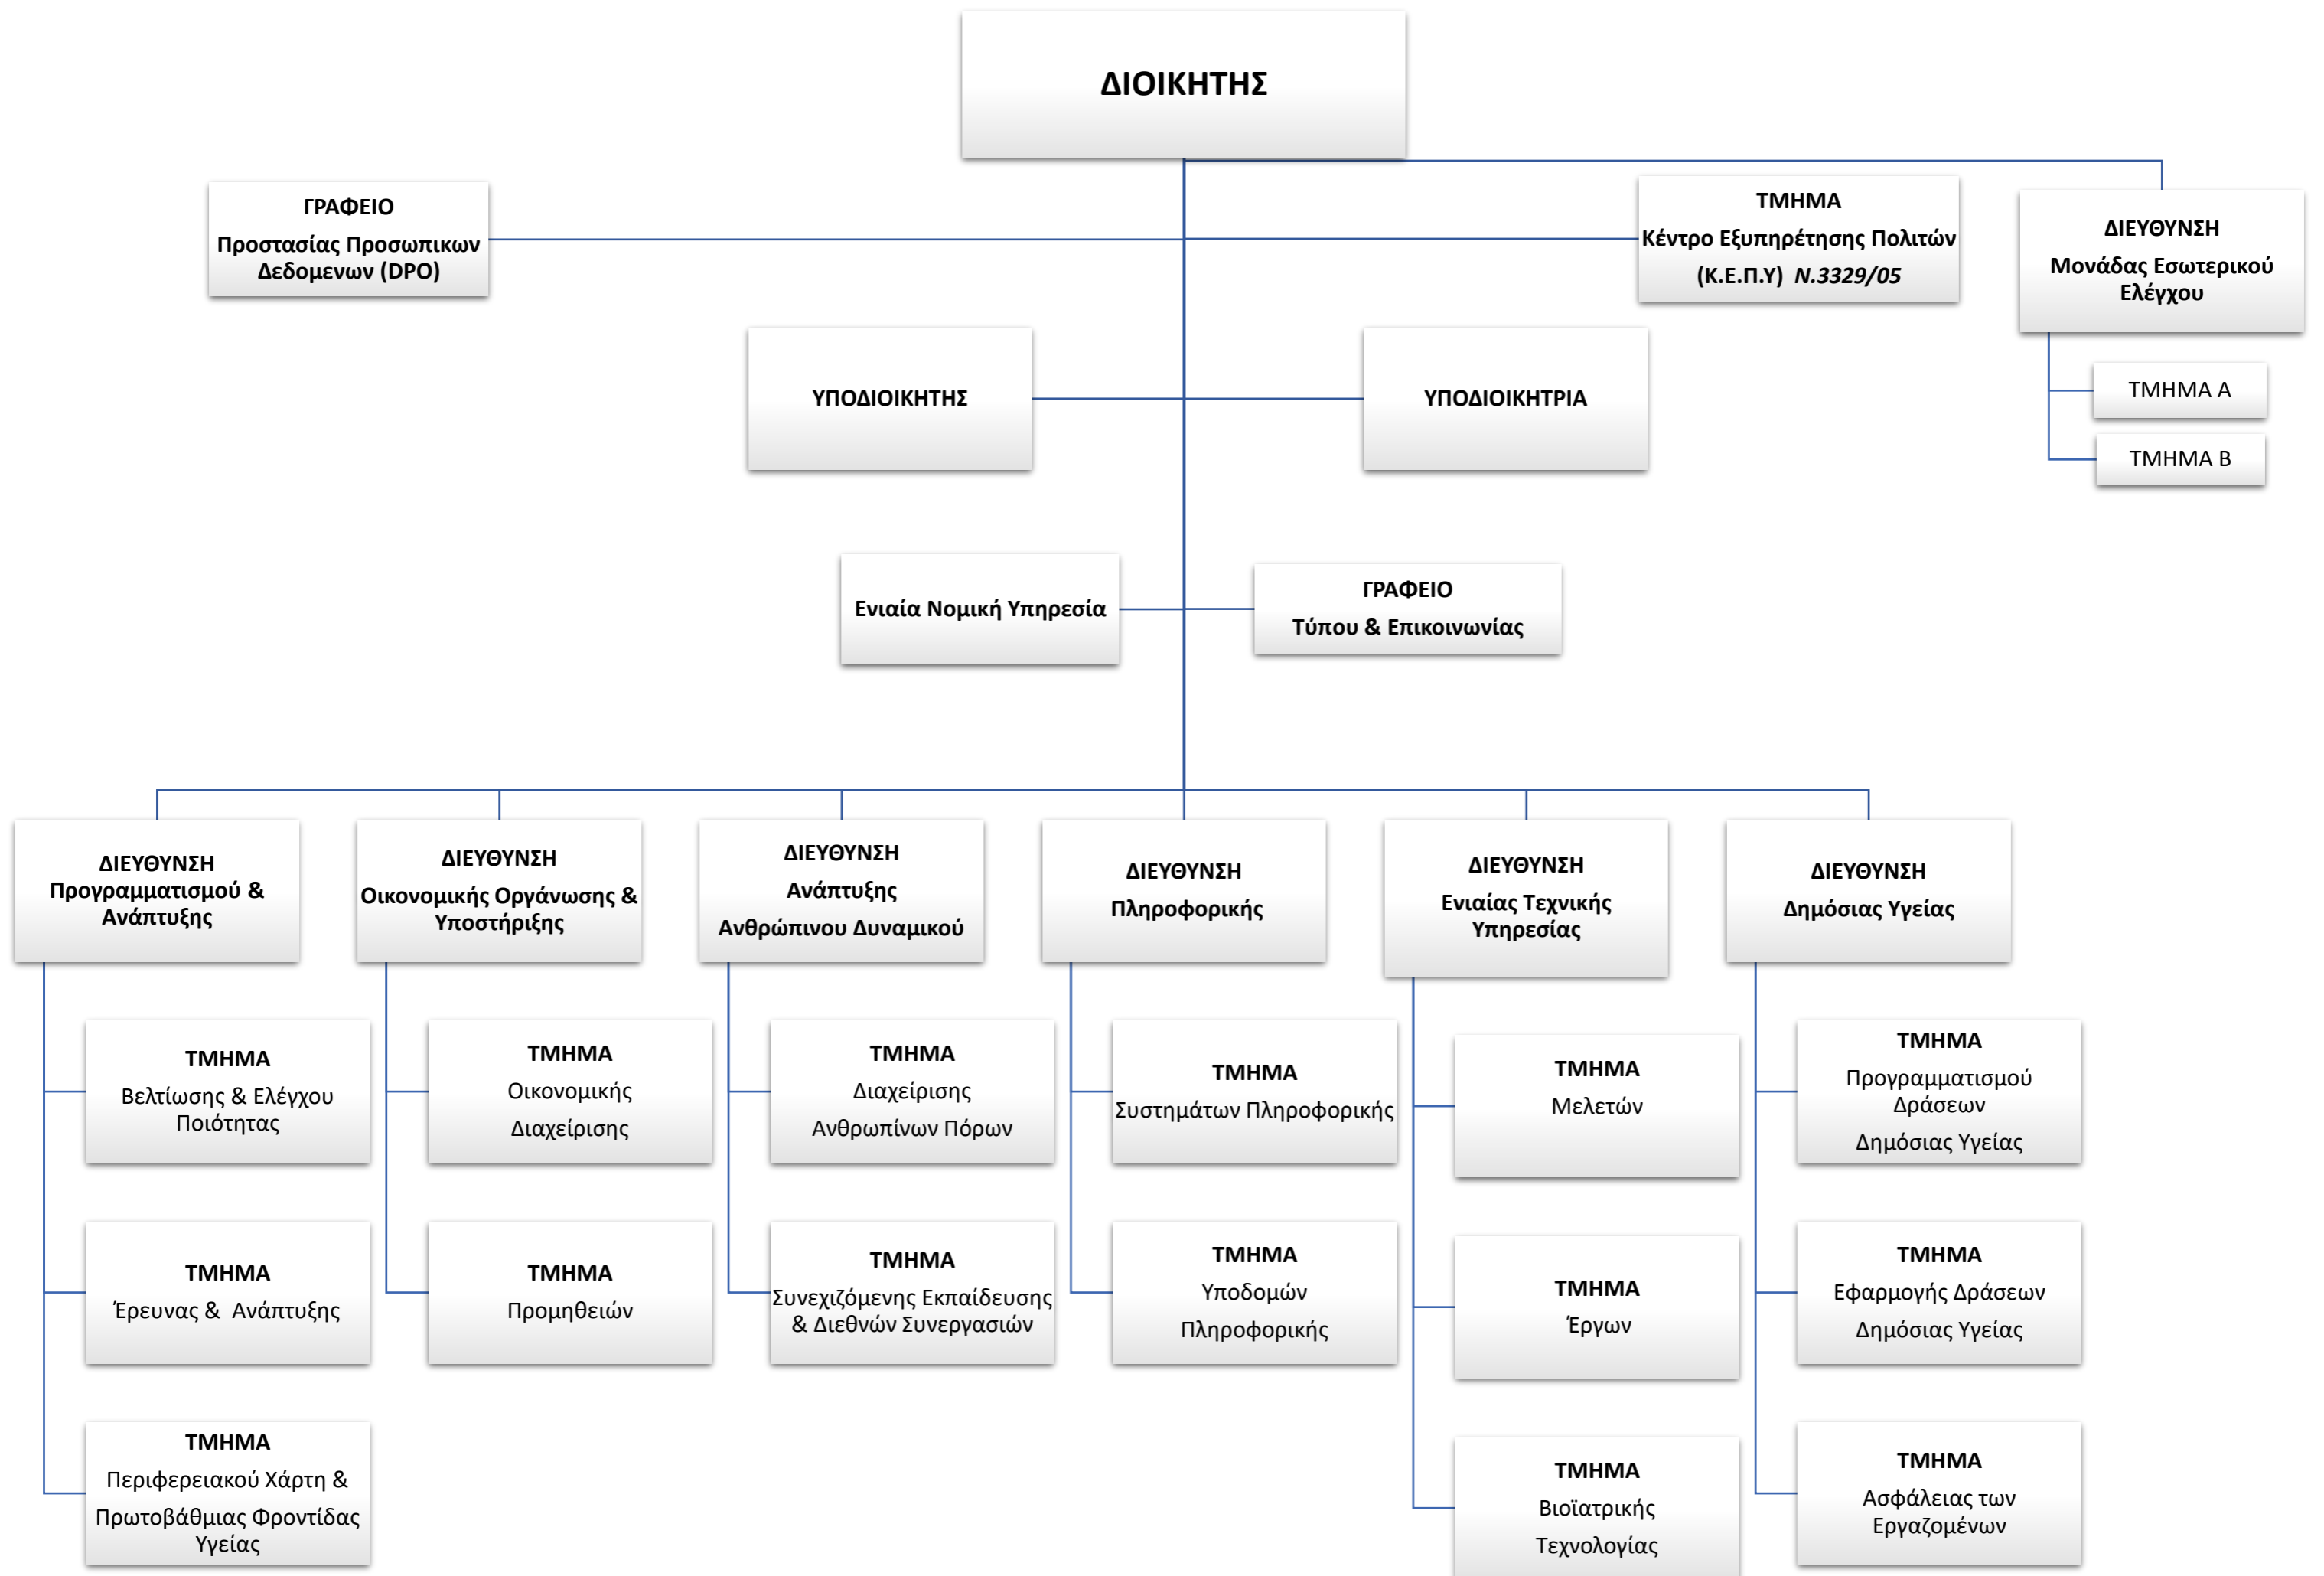 ΔΙΟΙΚΗΤΗΣ
ΓΡΑΦΕΙΟ
Προστασίας Προσωπικων
Δεδομενων (DPO)
ΤΜΗΜΑ
Κέντρο Εξυπηρέτησης Πολιτών
(Κ.Ε.Π.Υ) Ν.3329/05
ΔΙΕΥΘΥΝΣΗ
Μονάδας Εσωτερικού
Ελέγχου
ΤΜΗΜΑ Α
ΤΜΗΜΑ Β
ΥΠΟΔΙΟΙΚΗΤΗΣ
ΥΠΟΔΙΟΙΚΗΤΡΙΑ
Ενιαία Νομική Υπηρεσία
ΓΡΑΦΕΙΟ
Τύπου & Επικοινωνίας
ΔΙΕΥΘΥΝΣΗ
Προγραμματισμού &
Ανάπτυξης
ΤΜΗΜΑ
Βελτίωσης & Ελέγχου
Ποιότητας
ΤΜΗΜΑ
Έρευνας & Ανάπτυξης
ΤΜΗΜΑ
Περιφερειακού Χάρτη &
Πρωτοβάθμιας Φροντίδας
Υγείας
ΔΙΕΥΘΥΝΣΗ
Οικονομικής Οργάνωσης &
Υποστήριξης
ΤΜΗΜΑ
Οικονομικής
Διαχείρισης
ΤΜΗΜΑ
Προμηθειών
ΔΙΕΥΘΥΝΣΗ
Ανάπτυξης
Ανθρώπινου Δυναμικού
ΤΜΗΜΑ
Διαχείρισης
Ανθρωπίνων Πόρων
ΤΜΗΜΑ
Συνεχιζόμενης Εκπαίδευσης
& Διεθνών Συνεργασιών
ΔΙΕΥΘΥΝΣΗ
Πληροφορικής
ΤΜΗΜΑ
Συστημάτων Πληροφορικής
ΤΜΗΜΑ
Υποδομών
Πληροφορικής
ΔΙΕΥΘΥΝΣΗ
Ενιαίας Τεχνικής
Υπηρεσίας
ΤΜΗΜΑ
Μελετών
ΤΜΗΜΑ
Έργων
ΤΜΗΜΑ
Βιοϊατρικής
Τεχνολογίας
ΔΙΕΥΘΥΝΣΗ
Δημόσιας Υγείας
ΤΜΗΜΑ
Προγραμματισμού
Δράσεων
Δημόσιας Υγείας
ΤΜΗΜΑ
Εφαρμογής Δράσεων
Δημόσιας Υγείας
ΤΜΗΜΑ
Ασφάλειας των
Εργαζομένων